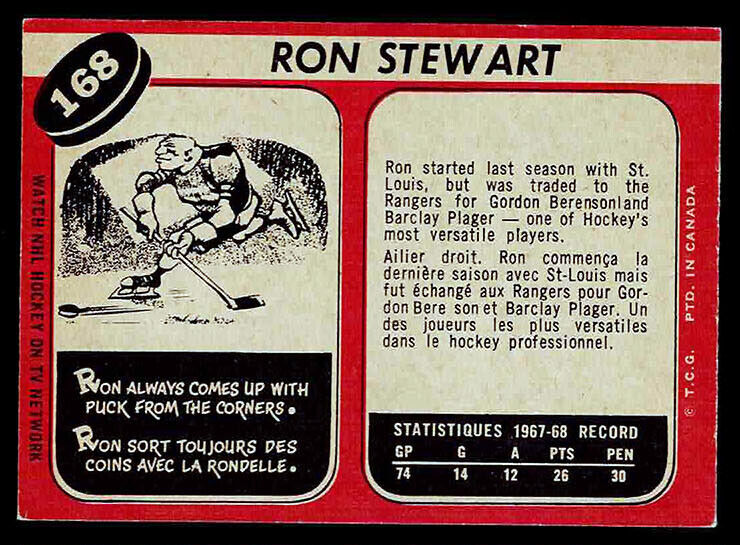 168
RON STEWART
WATCH NHL HOCKEY ON TV NETWORK
RON ALWAYS COMES UP WITH
PUCK FROM THE CORNERS.
RON SORT TOUJOURS DES
COINS AVEC LA RONDELLE.
Ron started last season with St.
Louis, but was traded to the
Rangers for Gordon Berensonland
Barclay Plager — one of Hockey's
most versatile players.
Ailier droit. Ron commença la
dernière saison avec St-Louis mais
fut échangé aux Rangers pour Gor-
don Bere son et Barclay Plager. Un
des joueurs les plus versatiles
dans le hockey professionnel.
STATISTIQUES 1967-68 RECORD
GP G A PTS PEN
74 14 12 26 30
© T.C.G. PTD. IN CANADA